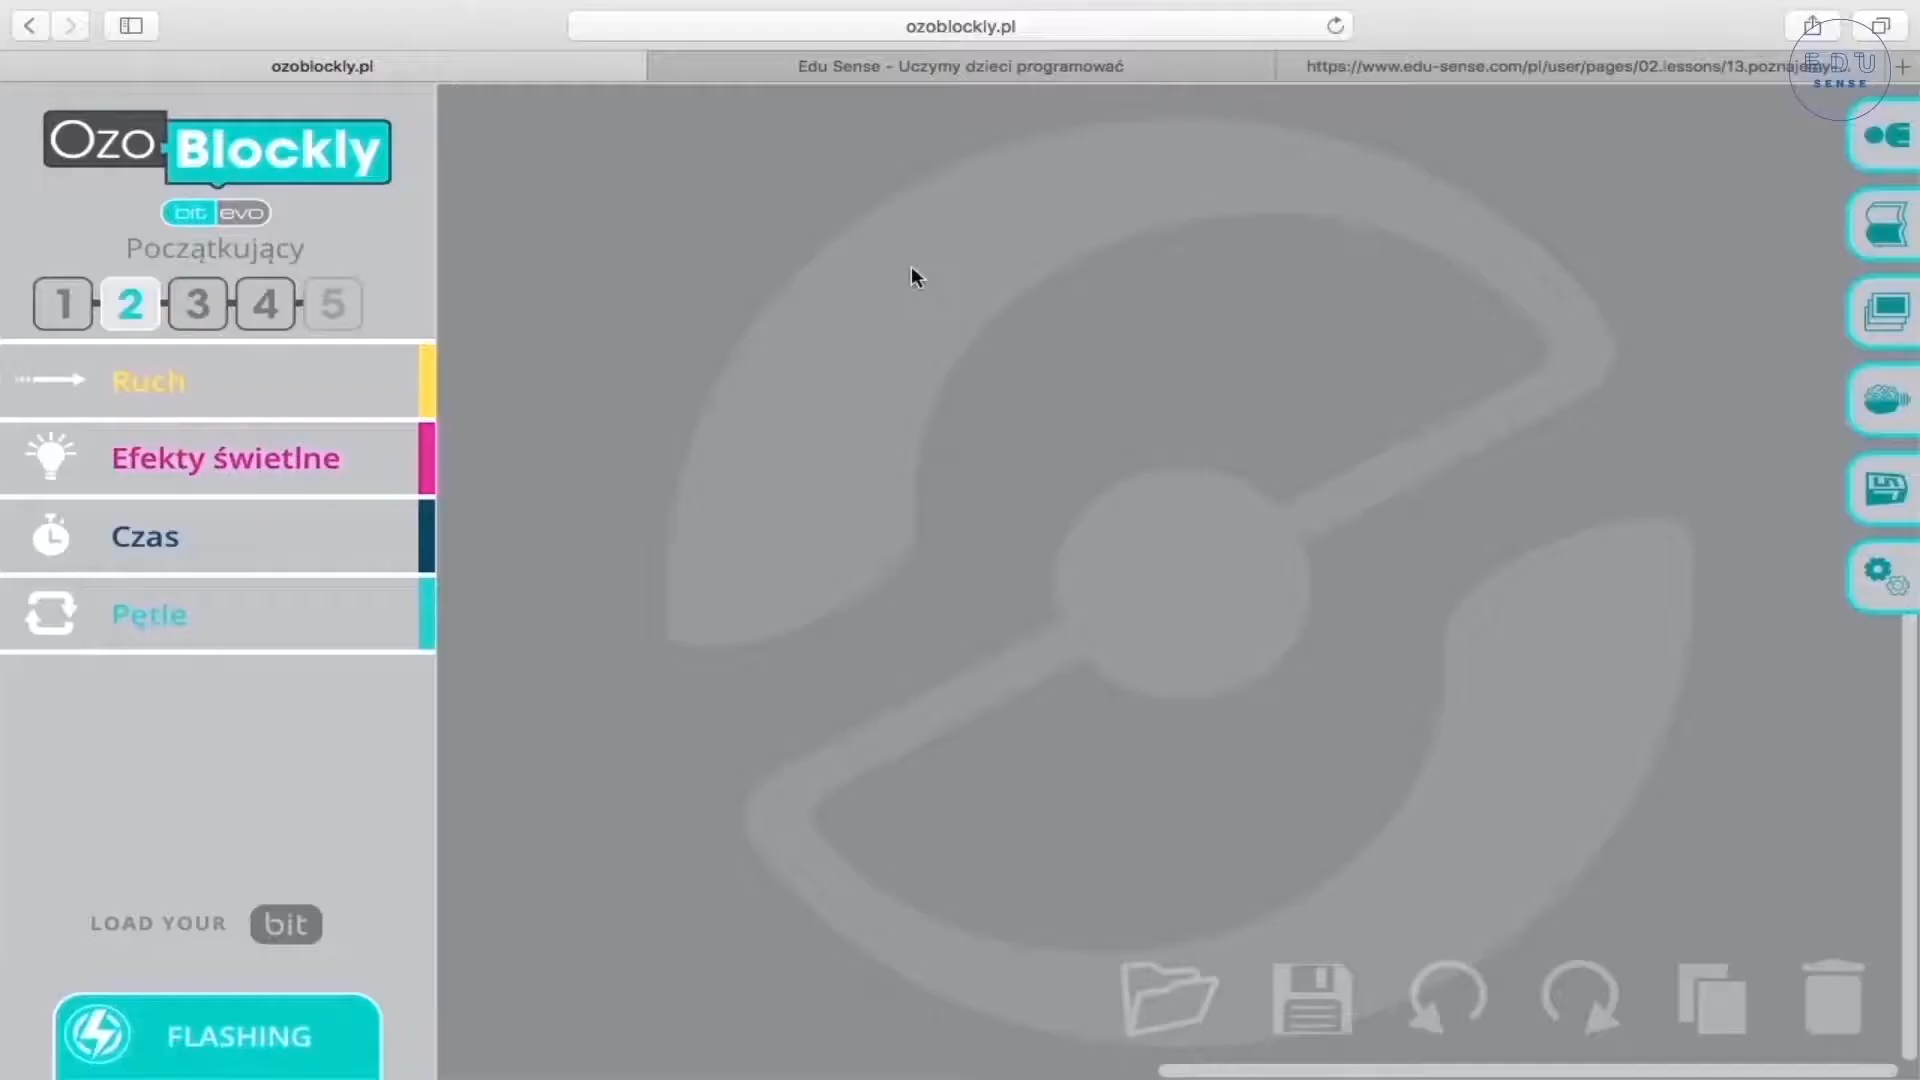 ozoblockly.pl
ozoblockly.pl
Edu Sense - Uczymy dzieci programować
https://www.edu-sense.com/pl/user/pages/02.lessons/13.poznajemy-...
EDU
SENSE
Ozo Blockly
bit evo
Początkujący
1 2 3 4 5
Ruch
Efekty świetlne
Czas
Pętle
LOAD YOUR bit
FLASHING